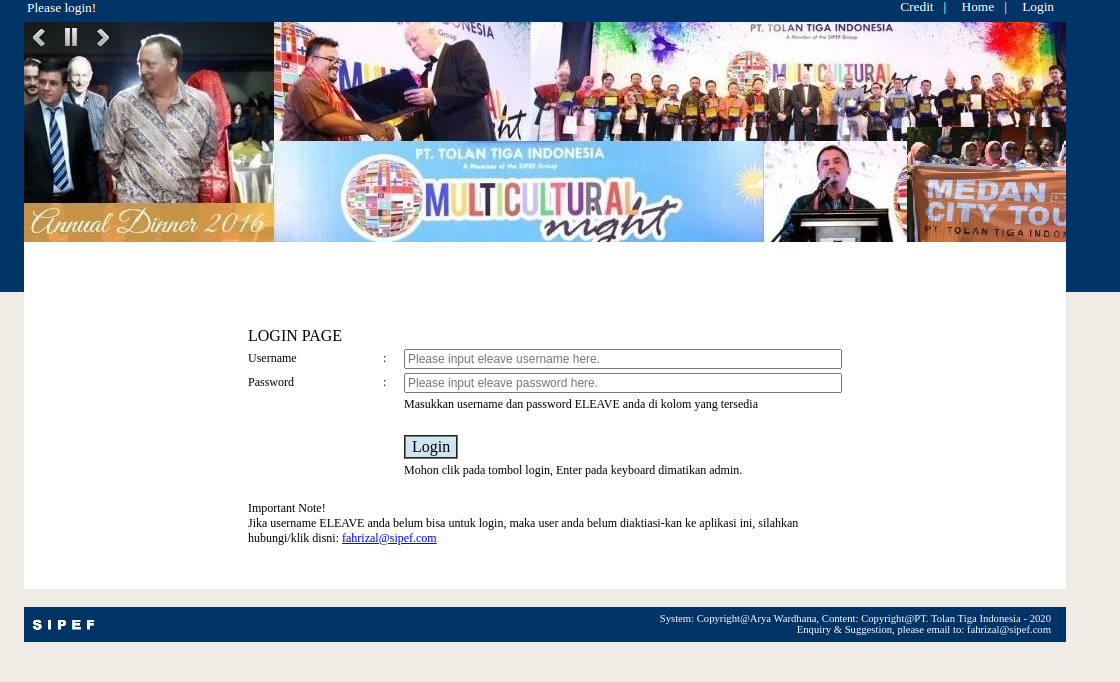 Please login!
Credit | Home | Login
PT. TOLAN TIGA INDONESIA
A Member of the SIPEF Group
MULTICULTURAL
night
Annual Dinner 2016
PT. TOLAN TIGA INDONESIA
A Member of the SIPEF Group
MULTICULTURAL
night
MEDAN
CITY TOU
PT. TOLAN TIGA INDON
LOGIN PAGE
Username : Please input eleave username here.
Password : Please input eleave password here.
Masukkan username dan password ELEAVE anda di kolom yang tersedia
Login
Mohon clik pada tombol login, Enter pada keyboard dimatikan admin.
Important Note!
Jika username ELEAVE anda belum bisa untuk login, maka user anda belum diaktiasi-kan ke aplikasi ini, silahkan
hubungi/klik disni: fahrizal@sipef.com
SIPEF
System: Copyright@Arya Wardhana, Content: Copyright@PT. Tolan Tiga Indonesia - 2020
Enquiry & Suggestion, please email to: fahrizal@sipef.com